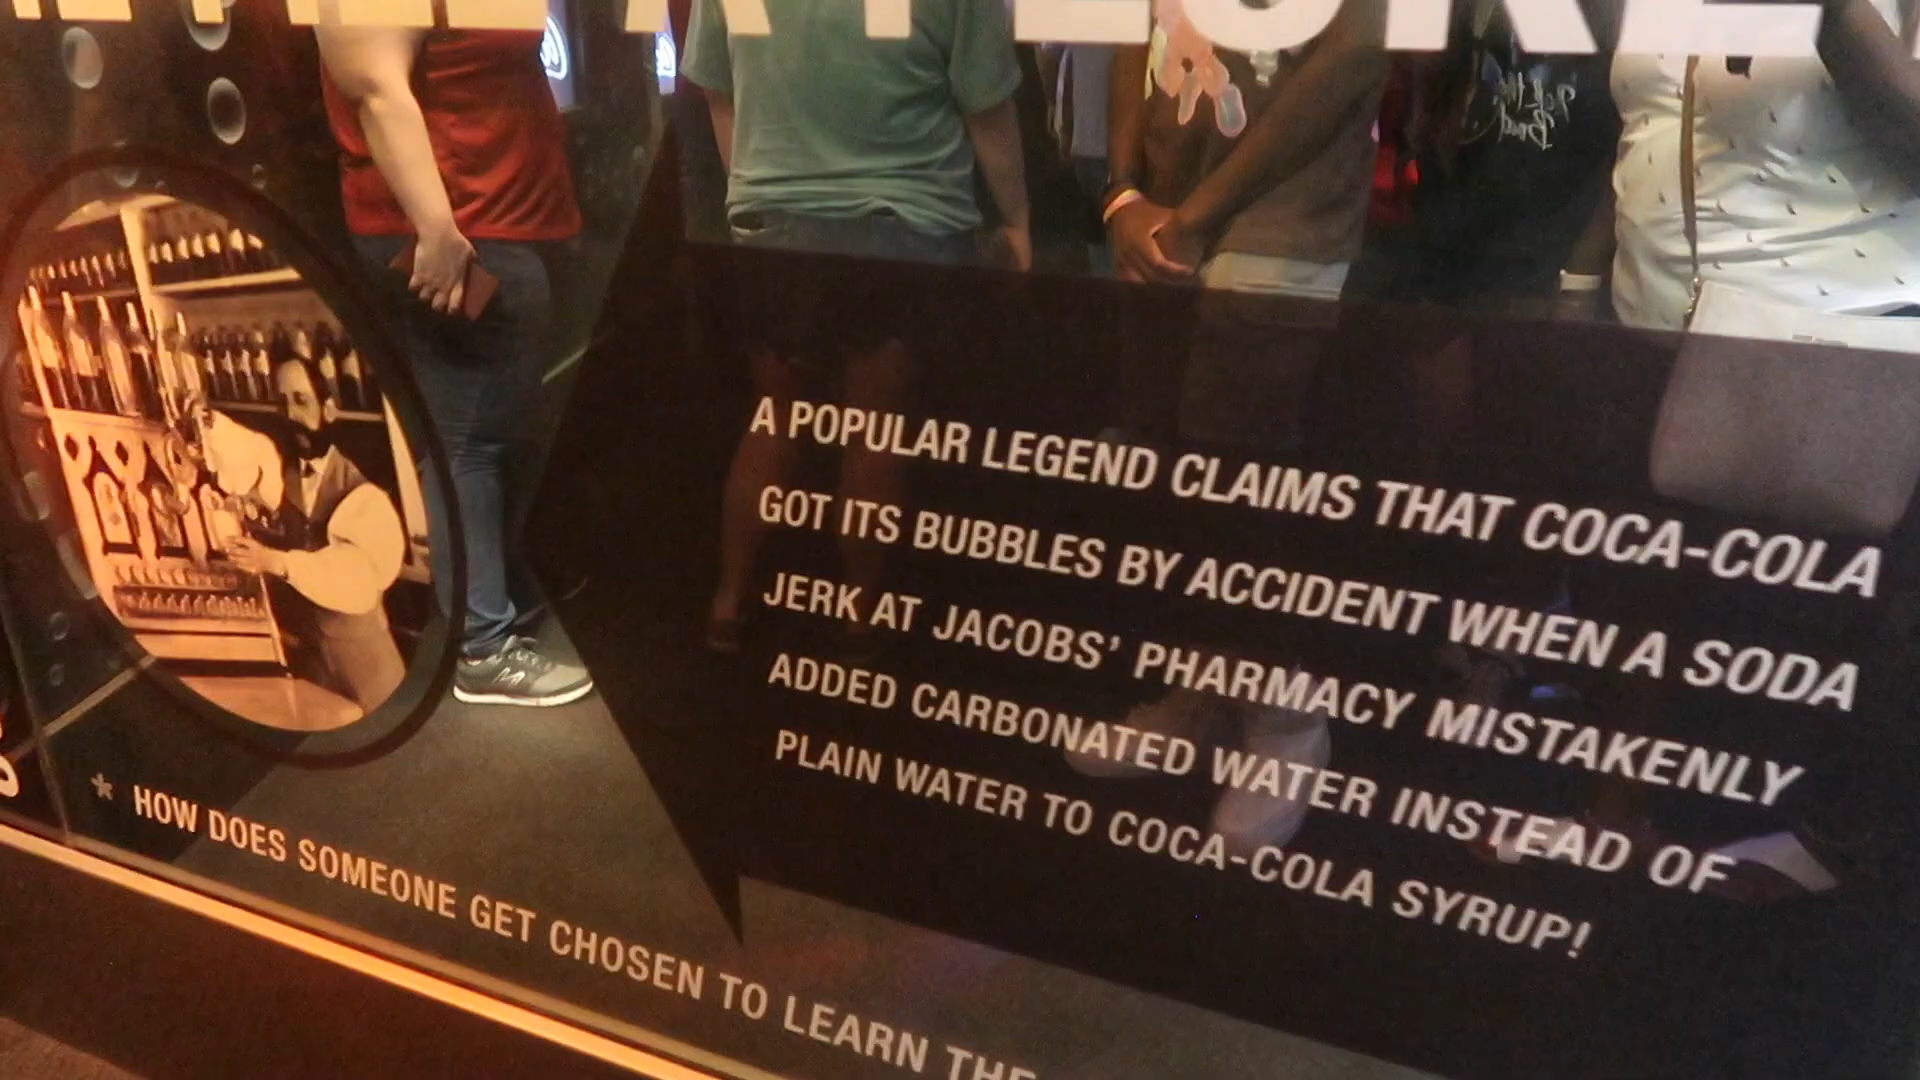 A POPULAR LEGEND CLAIMS THAT COCA-COLA
GOT ITS BUBBLES BY ACCIDENT WHEN A SODA
JERK AT JACOBS' PHARMACY MISTAKENLY
ADDED CARBONATED WATER INSTEAD OF
PLAIN WATER TO COCA-COLA SYRUP!
* HOW DOES SOMEONE GET CHOSEN TO LEARN THE